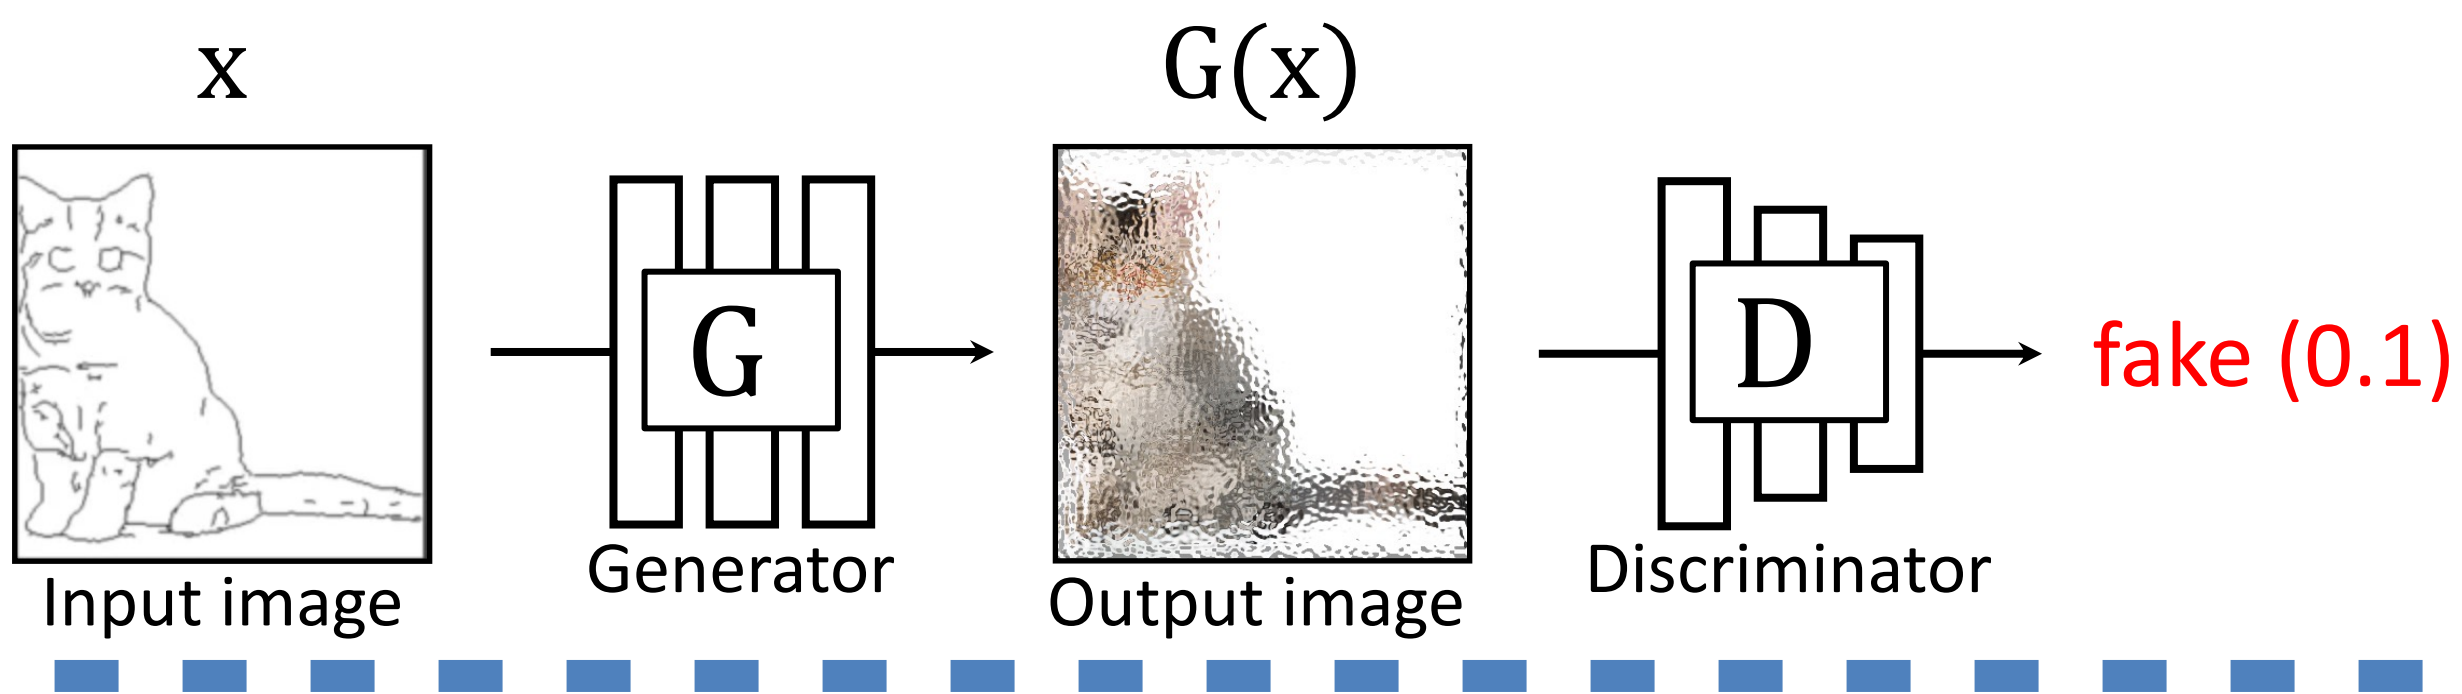 x
G(x)
G
D
fake (0.1)
Generator
Discriminator
Input image
Output image